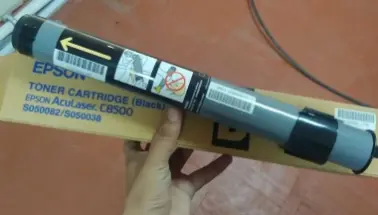 EPSON
TONER CARTRIDGE (Black)
EPSON AcuLaser C8500
S050082/S050038